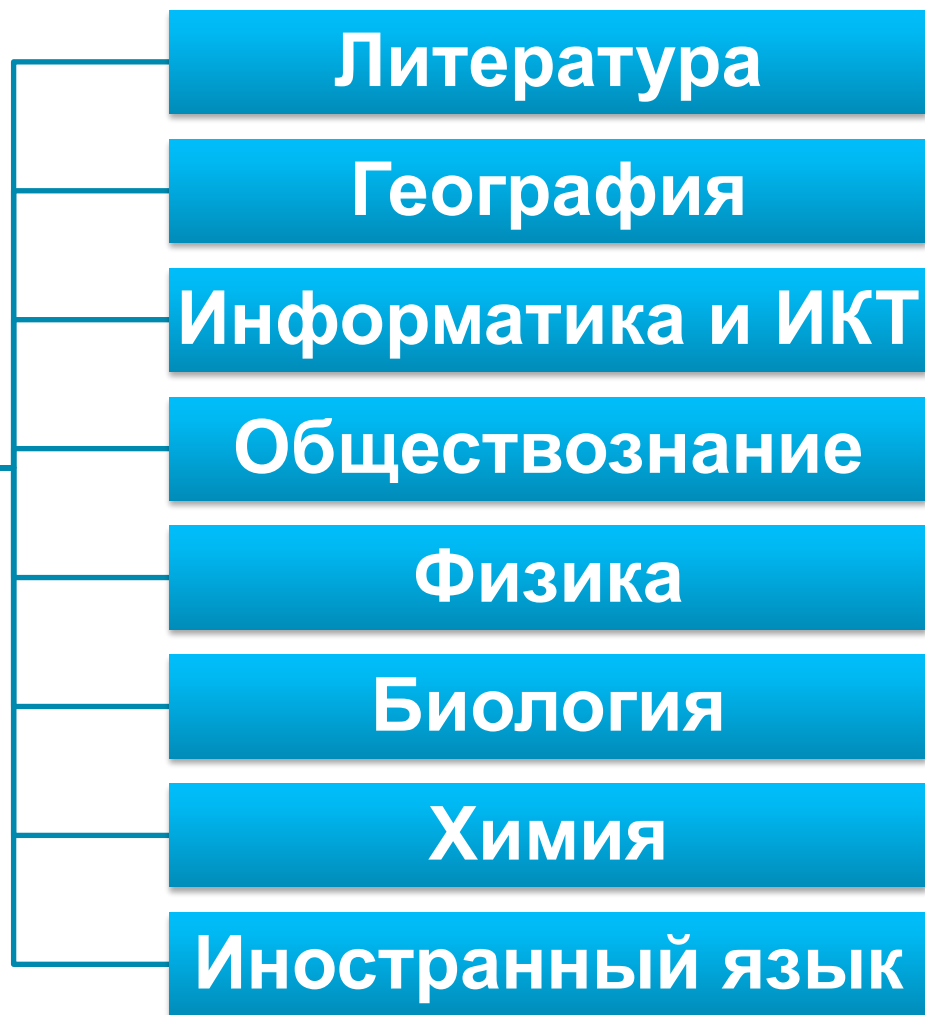 Литература
География
Информатика и ИКТ
Обществознание
Физика
Биология
Химия
Иностранный язык